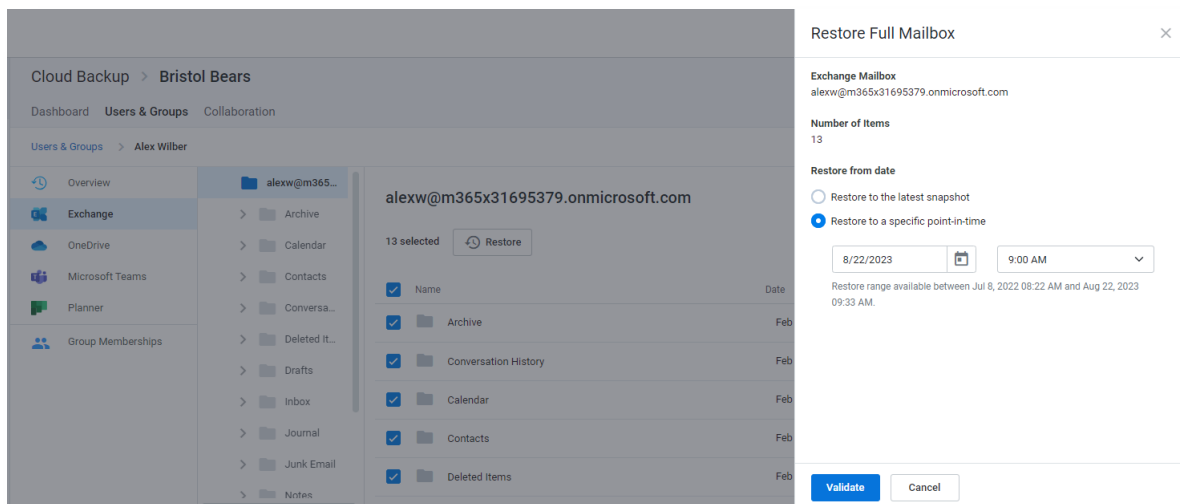 Cloud Backup > Bristol Bears
Dashboard Users & Groups Collaboration
Users & Groups > Alex Wilber
Overview
Exchange
OneDrive
Microsoft Teams
Planner
Group Memberships
alexw@m365...
Archive
Calendar
Contacts
Conversa...
Deleted It...
Drafts
Inbox
Journal
Junk Email
Notes
alexw@m365x31695379.onmicrosoft.com
13 selected Restore
Name Date
Archive Feb
Conversation History Feb
Calendar Feb
Contacts Feb
Deleted Items Feb
Restore Full Mailbox
Exchange Mailbox
alexw@m365x31695379.onmicrosoft.com
Number of Items
13
Restore from date
Restore to the latest snapshot
Restore to a specific point-in-time
8/22/2023 9:00 AM
Restore range available between Jul 8, 2022 08:22 AM and Aug 22, 2023
09:33 AM.
Validate Cancel